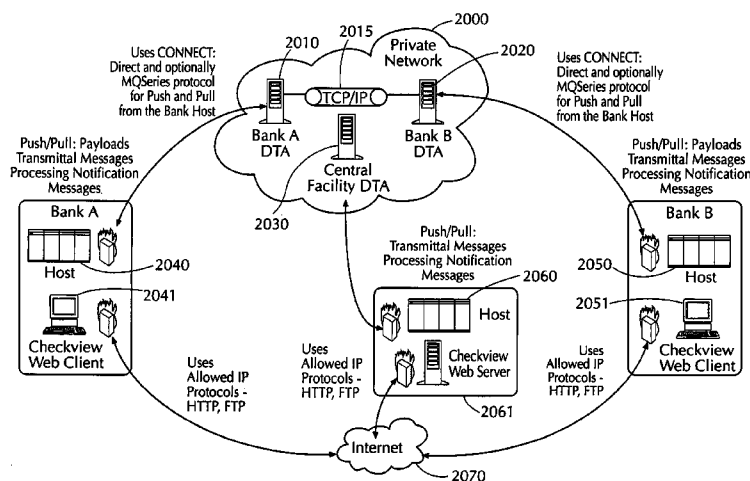 2000
2015
2010
Private
Network
2020
Uses CONNECT:
Direct and optionally
MQSeries protocol
for Push and Pull
from the Bank Host
TCP/IP
Bank A
DTA
Bank B
DTA
Central
Facility DTA
2030
Uses CONNECT:
Direct and optionally
MQSeries protocol
for Push and Pull
from the Bank Host
Push/Pull: Payloads
Transmittal Messages
Processing Notification
Messages
Bank A
Host
2040
2041
Checkview
Web Client
Push/Pull:
Transmittal Messages
Processing Notification
Messages
2060
Host
Checkview
Web Server
2061
Push/Pull: Payloads
Transmittal Messages
Processing Notification
Messages
Bank B
2050
Host
2051
Checkview
Web Client
Uses
Allowed IP
Protocols -
HTTP, FTP
Uses
Allowed IP
Protocols -
HTTP, FTP
Uses
Allowed IP
Protocols -
HTTP, FTP
Internet
2070